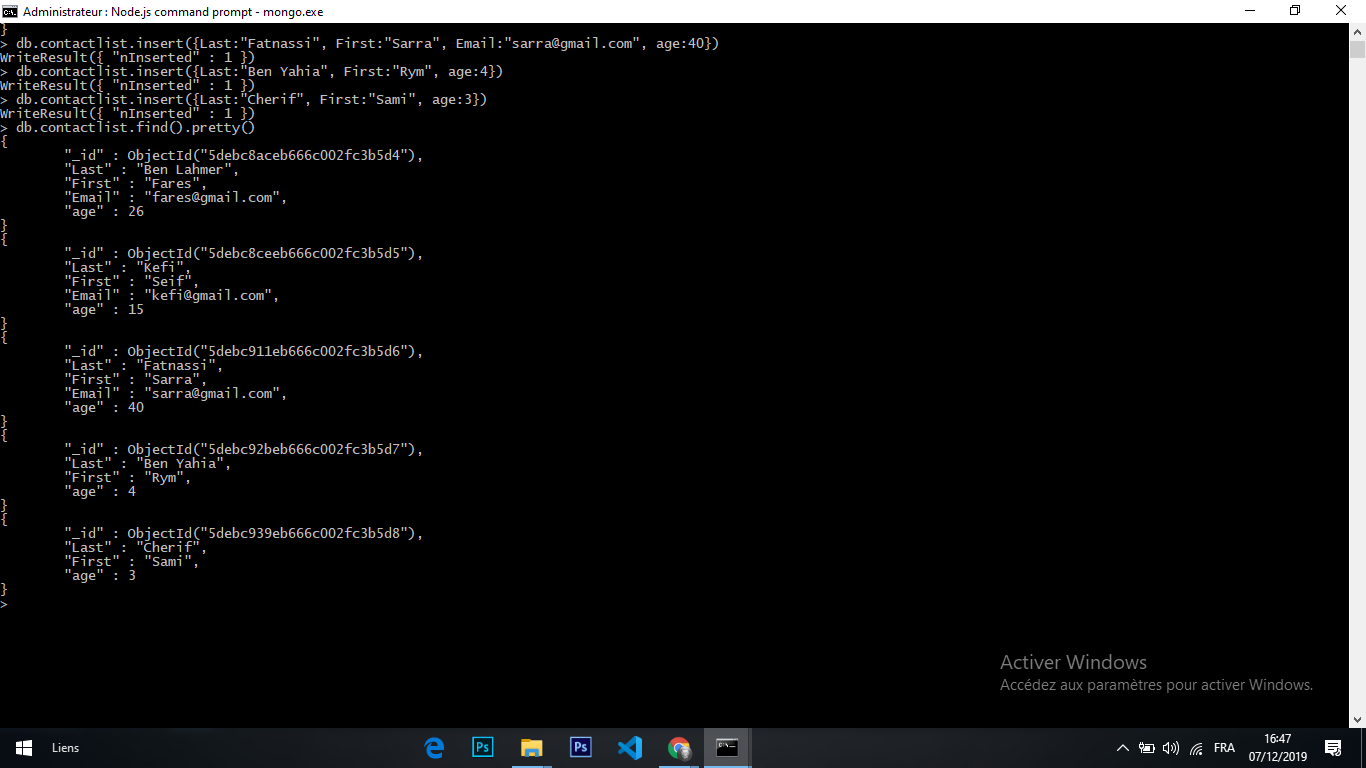 Administrateur : Node.js command prompt - mongo.exe
}
> db.contactlist.insert({Last:"Fatnassi", First:"Sarra", Email:"sarra@gmail.com", age:40})
WriteResult({ "nInserted" : 1 })
> db.contactlist.insert({Last:"Ben Yahia", First:"Rym", age:4})
WriteResult({ "nInserted" : 1 })
> db.contactlist.insert({Last:"Cherif", First:"Sami", age:3})
WriteResult({ "nInserted" : 1 })
> db.contactlist.find().pretty()
{
"_id" : ObjectId("5debc8aceb666c002fc3b5d4"),
"Last" : "Ben Lahmer",
"First" : "Fares",
"Email" : "fares@gmail.com",
"age" : 26
}
{
"_id" : ObjectId("5debc8ceeb666c002fc3b5d5"),
"Last" : "Kefi",
"First" : "Seif",
"Email" : "kefi@gmail.com",
"age" : 15
}
{
"_id" : ObjectId("5debc911eb666c002fc3b5d6"),
"Last" : "Fatnassi",
"First" : "Sarra",
"Email" : "sarra@gmail.com",
"age" : 40
}
{
"_id" : ObjectId("5debc92beb666c002fc3b5d7"),
"Last" : "Ben Yahia",
"First" : "Rym",
"age" : 4
}
{
"_id" : ObjectId("5debc939eb666c002fc3b5d8"),
"Last" : "Cherif",
"First" : "Sami",
"age" : 3
}
>
Activer Windows
Accédez aux paramètres pour activer Windows.
Liens
Ps
Ps
FRA
16:47
07/12/2019